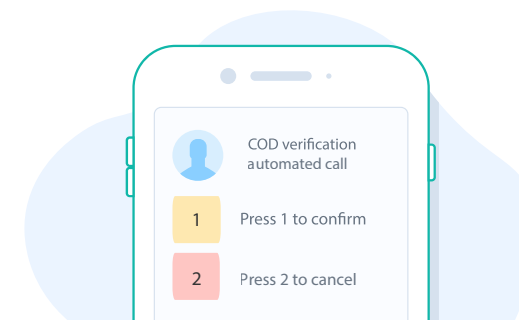 COD verification
automated call
1
Press 1 to confirm
2
Press 2 to cancel